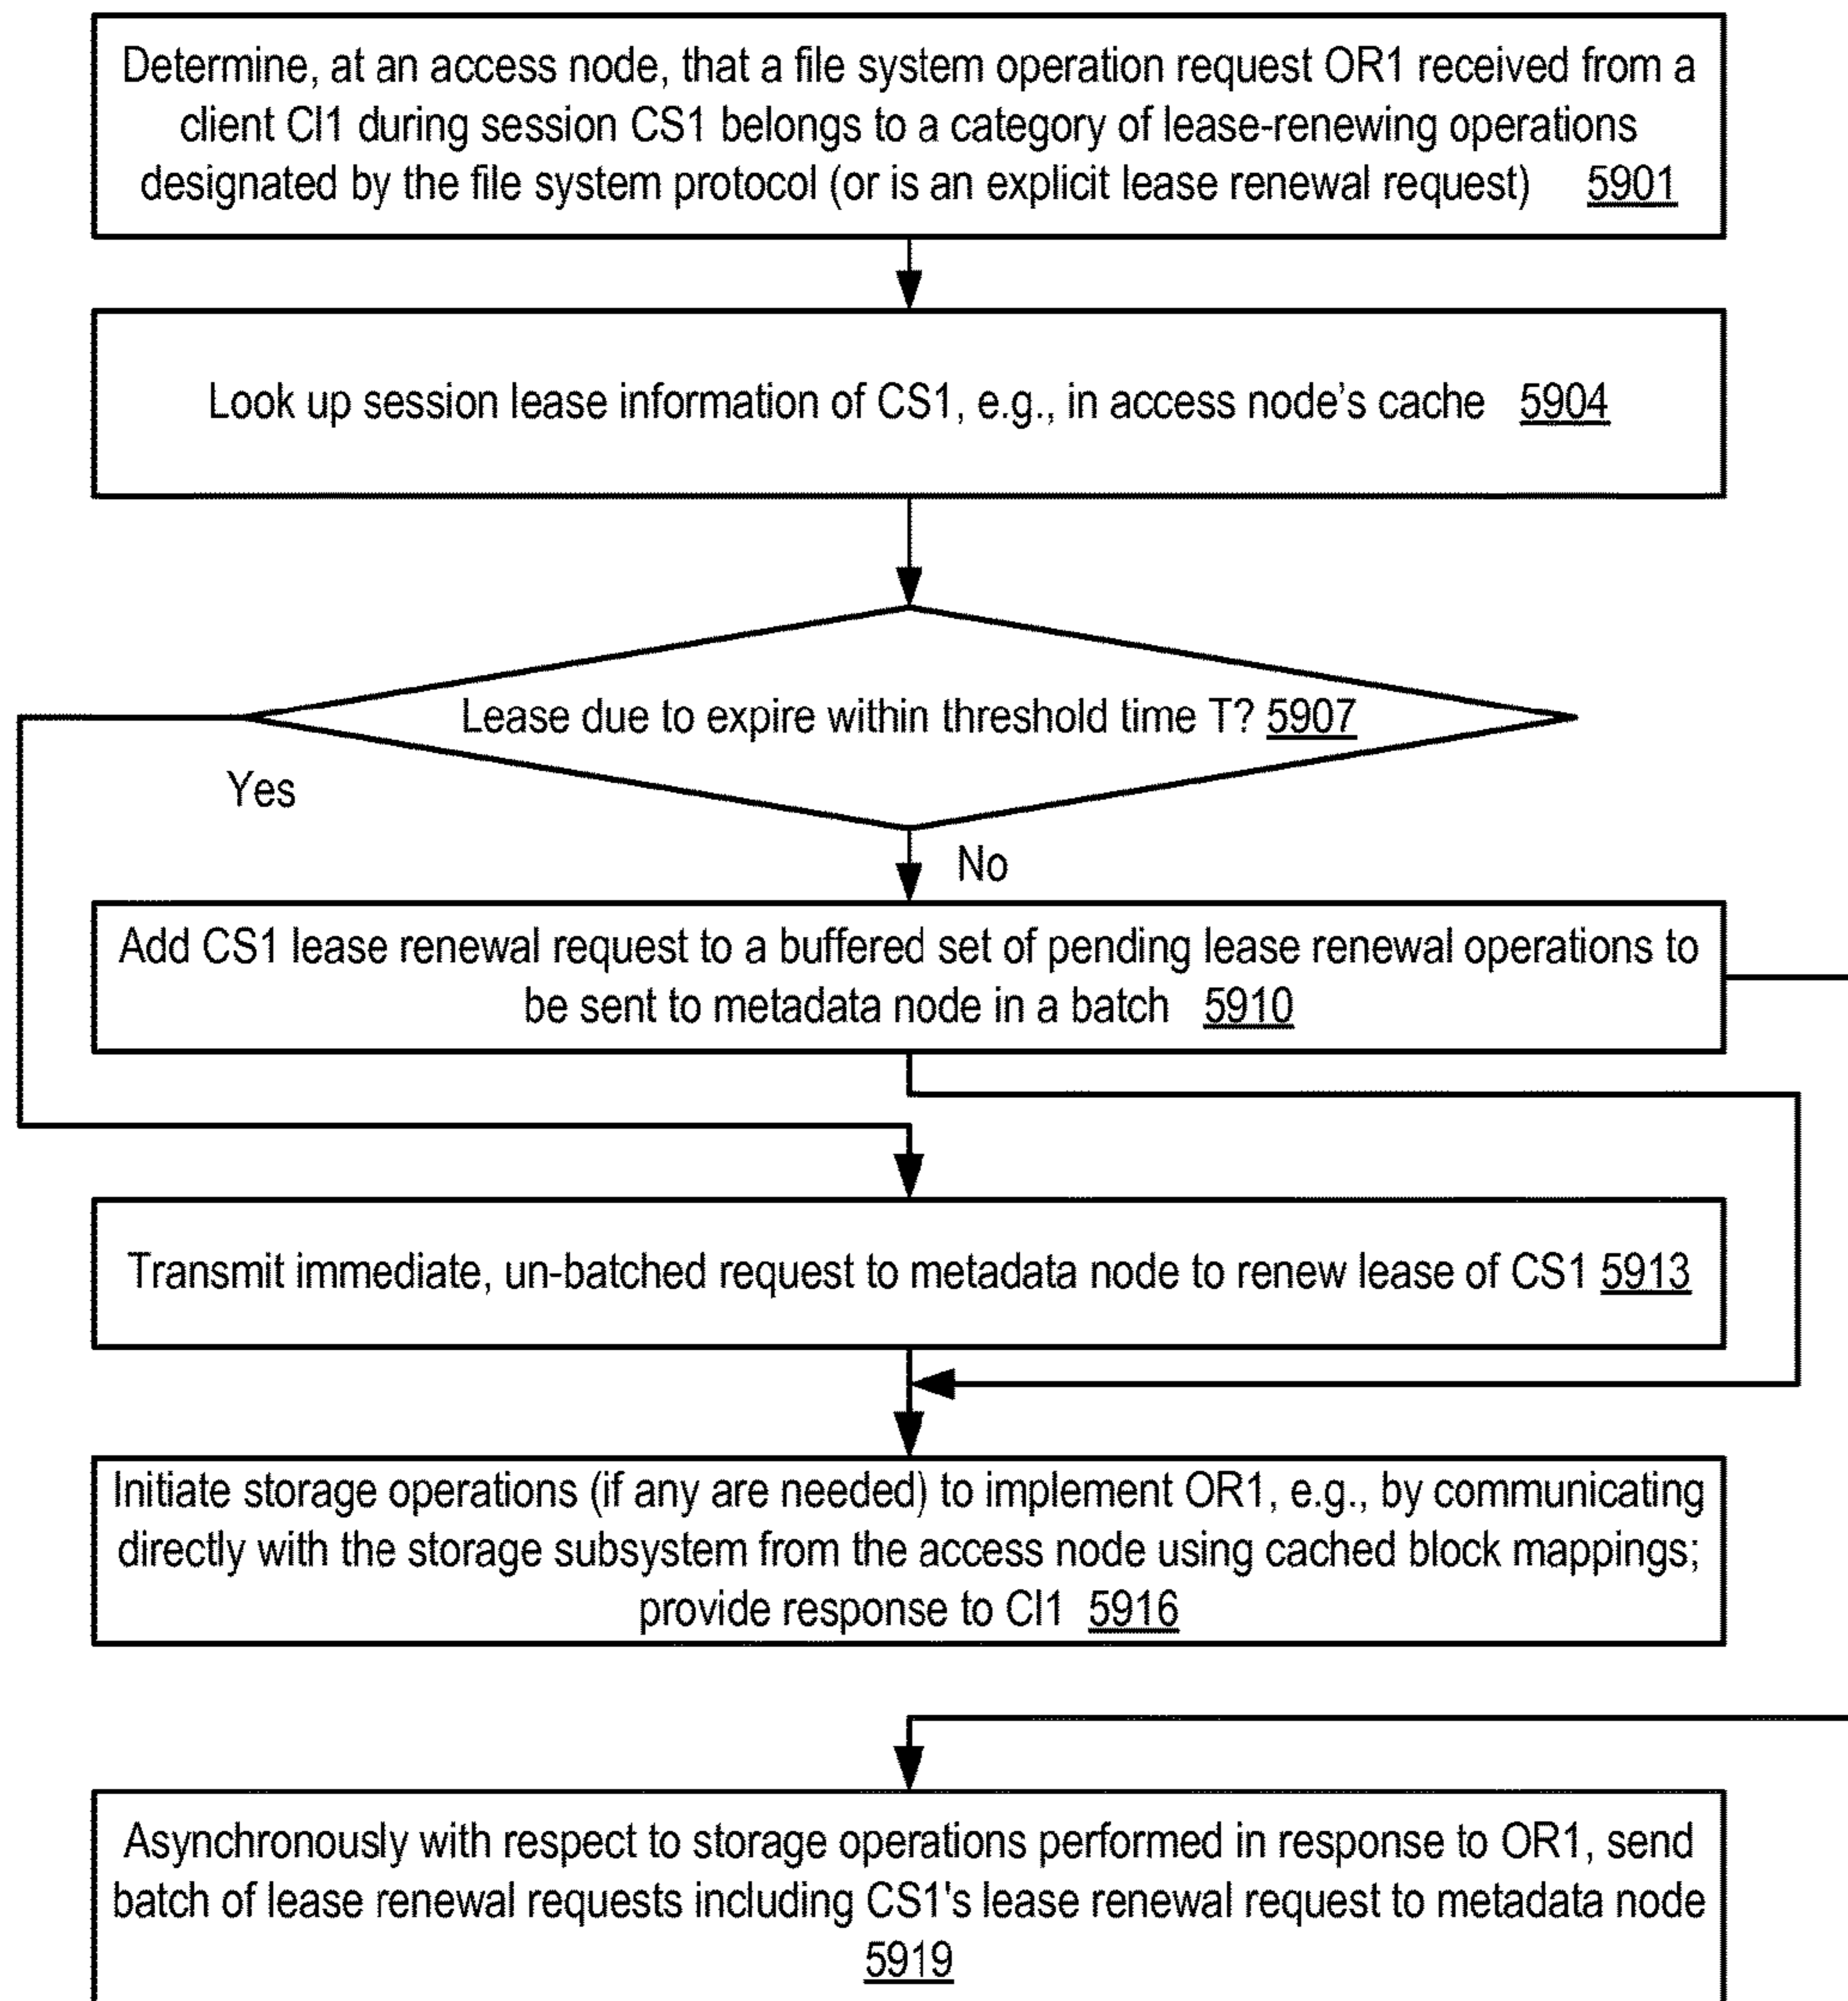 Determine, at an access node, that a file system operation request OR1 received from a
client Cl1 during session CS1 belongs to a category of lease-renewing operations
designated by the file system protocol (or is an explicit lease renewal request) 5901
Look up session lease information of CS1, e.g., in access node's cache 5904
Lease due to expire within threshold time T? 5907
Yes
No
Add CS1 lease renewal request to a buffered set of pending lease renewal operations to
be sent to metadata node in a batch 5910
Transmit immediate, un-batched request to metadata node to renew lease of CS1 5913
Initiate storage operations (if any are needed) to implement OR1, e.g., by communicating
directly with the storage subsystem from the access node using cached block mappings;
provide response to Cl1 5916
Asynchronously with respect to storage operations performed in response to OR1, send
batch of lease renewal requests including CS1's lease renewal request to metadata node
5919